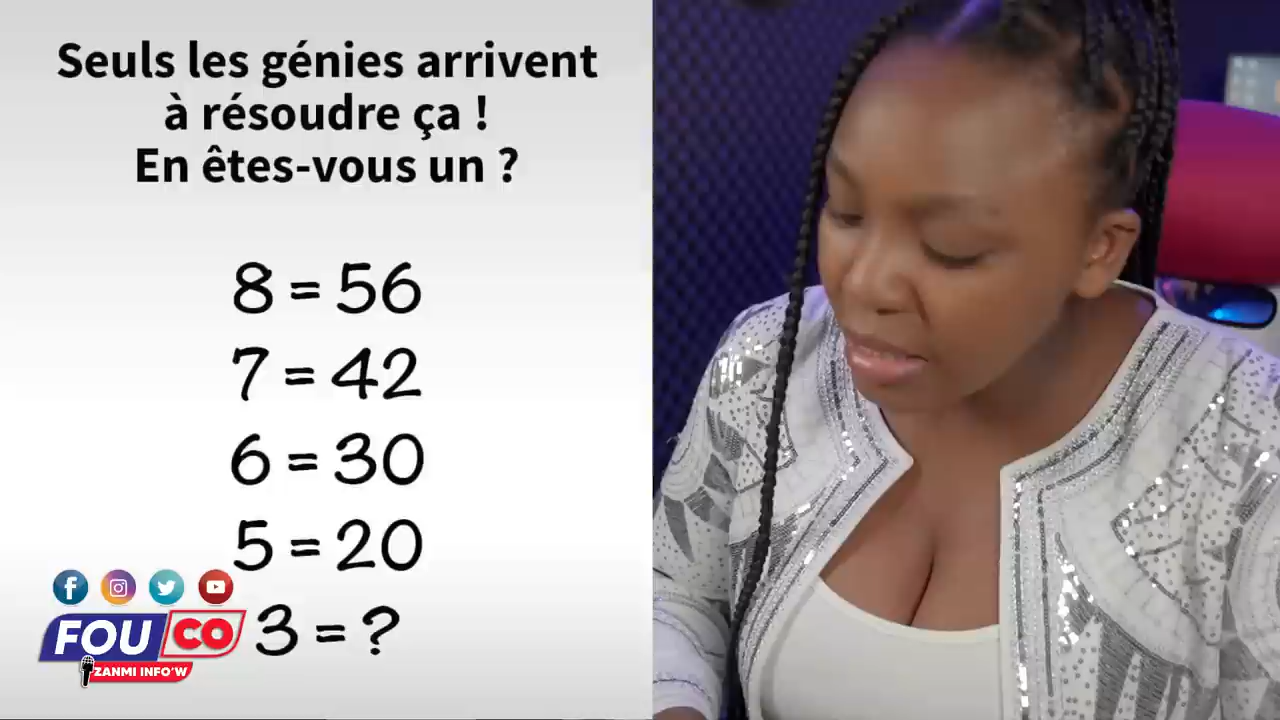 Seuls les génies arrivent
à résoudre ça !
En êtes-vous un ?
8 = 56
7 = 42
6 = 30
5 = 20
3 = ?
FOU CO
ZANMI INFO'W